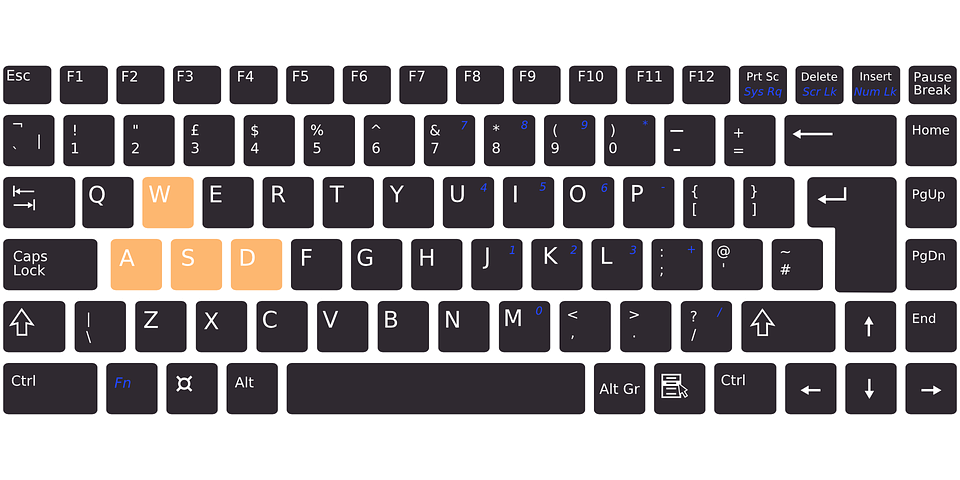 Esc F1 F2 F3 F4 F5 F6 F7 F8 F9 F10 F11 F12 Prt Sc Delete Insert Pause
Sys Rq Scr Lk Num Lk Break
¬ | ! " £ $ % ^ & 7 * 8 ( 9 ) * — + Home
` 1 2 3 4 5 6 7 8 9 0 - =
Q W E R T Y U 4 I 5 O 6 P - { } PgUp
[ ]
Caps A S D F G H J 1 K 2 L 3 : + @ ~ PgDn
Lock ; ' #
| Z X C V B N M 0 < > ? / End
\ , . /
Ctrl Fn Alt Alt Gr Ctrl